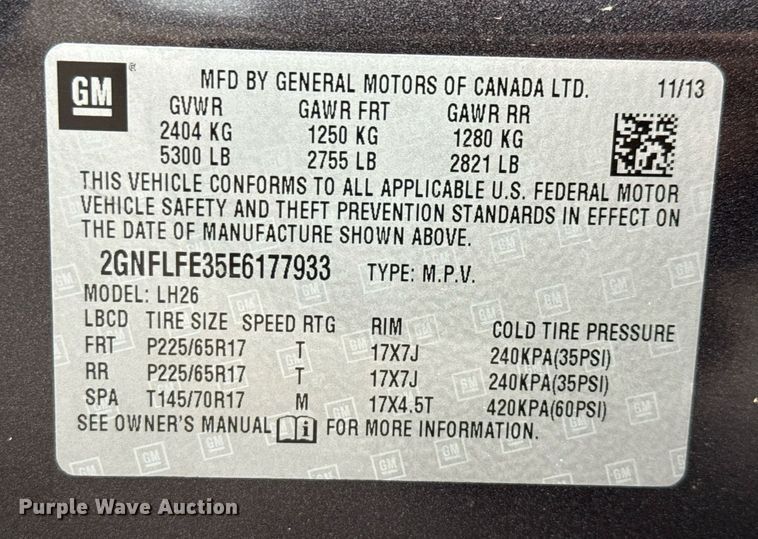 GM ® MFD BY GENERAL MOTORS OF CANADA LTD. 11/13
GVWR GAWR FRT GAWR RR
2404 KG 1250 KG 1280 KG
5300 LB 2755 LB 2821 LB
THIS VEHICLE CONFORMS TO ALL APPLICABLE U.S. FEDERAL MOTOR
VEHICLE SAFETY AND THEFT PREVENTION STANDARDS IN EFFECT ON
THE DATE OF MANUFACTURE SHOWN ABOVE.
2GNFLFE35E6177933 TYPE: M.P.V.
MODEL: LH26
LBCD TIRE SIZE SPEED RTG RIM COLD TIRE PRESSURE
FRT P225/65R17 T 17X7J 240KPA(35PSI)
RR P225/65R17 T 17X7J 240KPA(35PSI)
SPA T145/70R17 M 17X4.5T 420KPA(60PSI)
SEE OWNER'S MANUAL i FOR MORE INFORMATION.
Purple Wave Auction